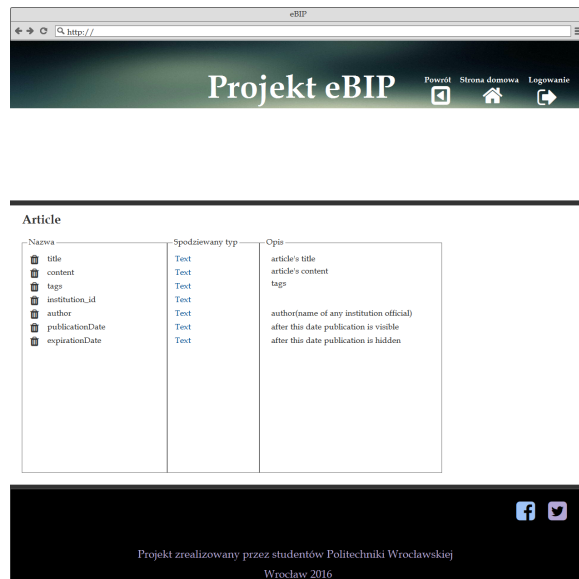 eBIP
http://
Projekt eBIP
Powrót Strona domowa Logowanie
Article
Nazwa Spodziewany typ Opis
title Text article's title
content Text article's content
tags Text tags
institution_id Text
author Text author(name of any institution official)
publicationDate Text after this date publication is visible
expirationDate Text after this date publication is hidden
Projekt zrealizowany przez studentów Politechniki Wrocławskiej
Wrocław 2016